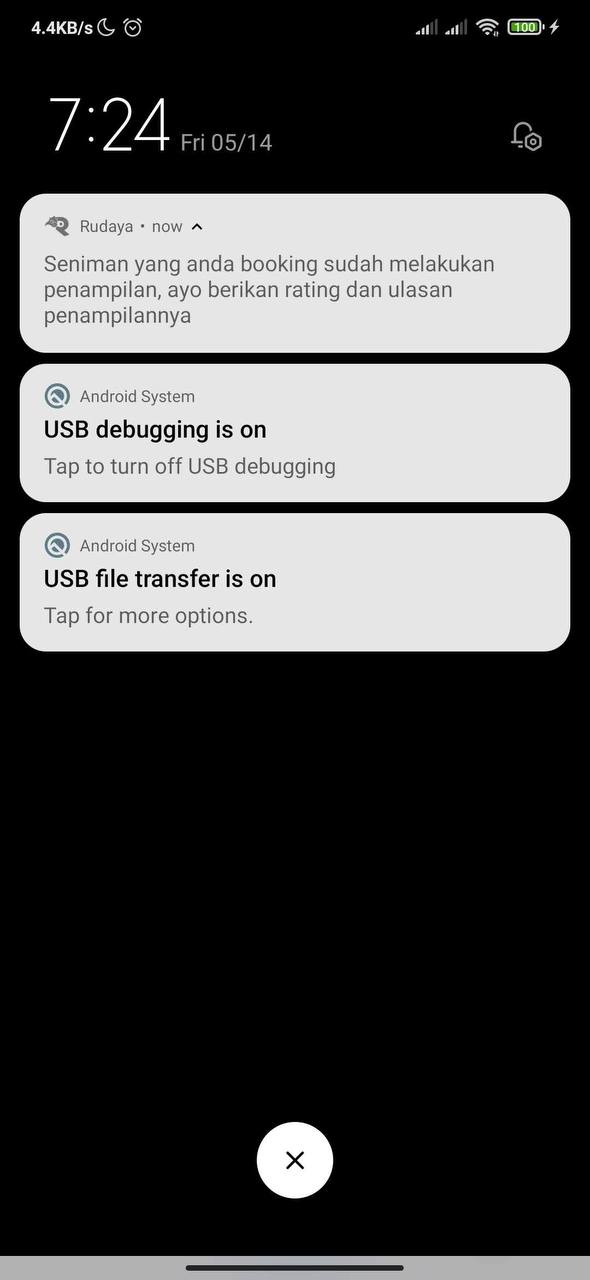 4.4KB/s 100
7:24 Fri 05/14
Rudaya • now
Seniman yang anda booking sudah melakukan
penampilan, ayo berikan rating dan ulasan
penampilannya
Android System
USB debugging is on
Tap to turn off USB debugging
Android System
USB file transfer is on
Tap for more options.